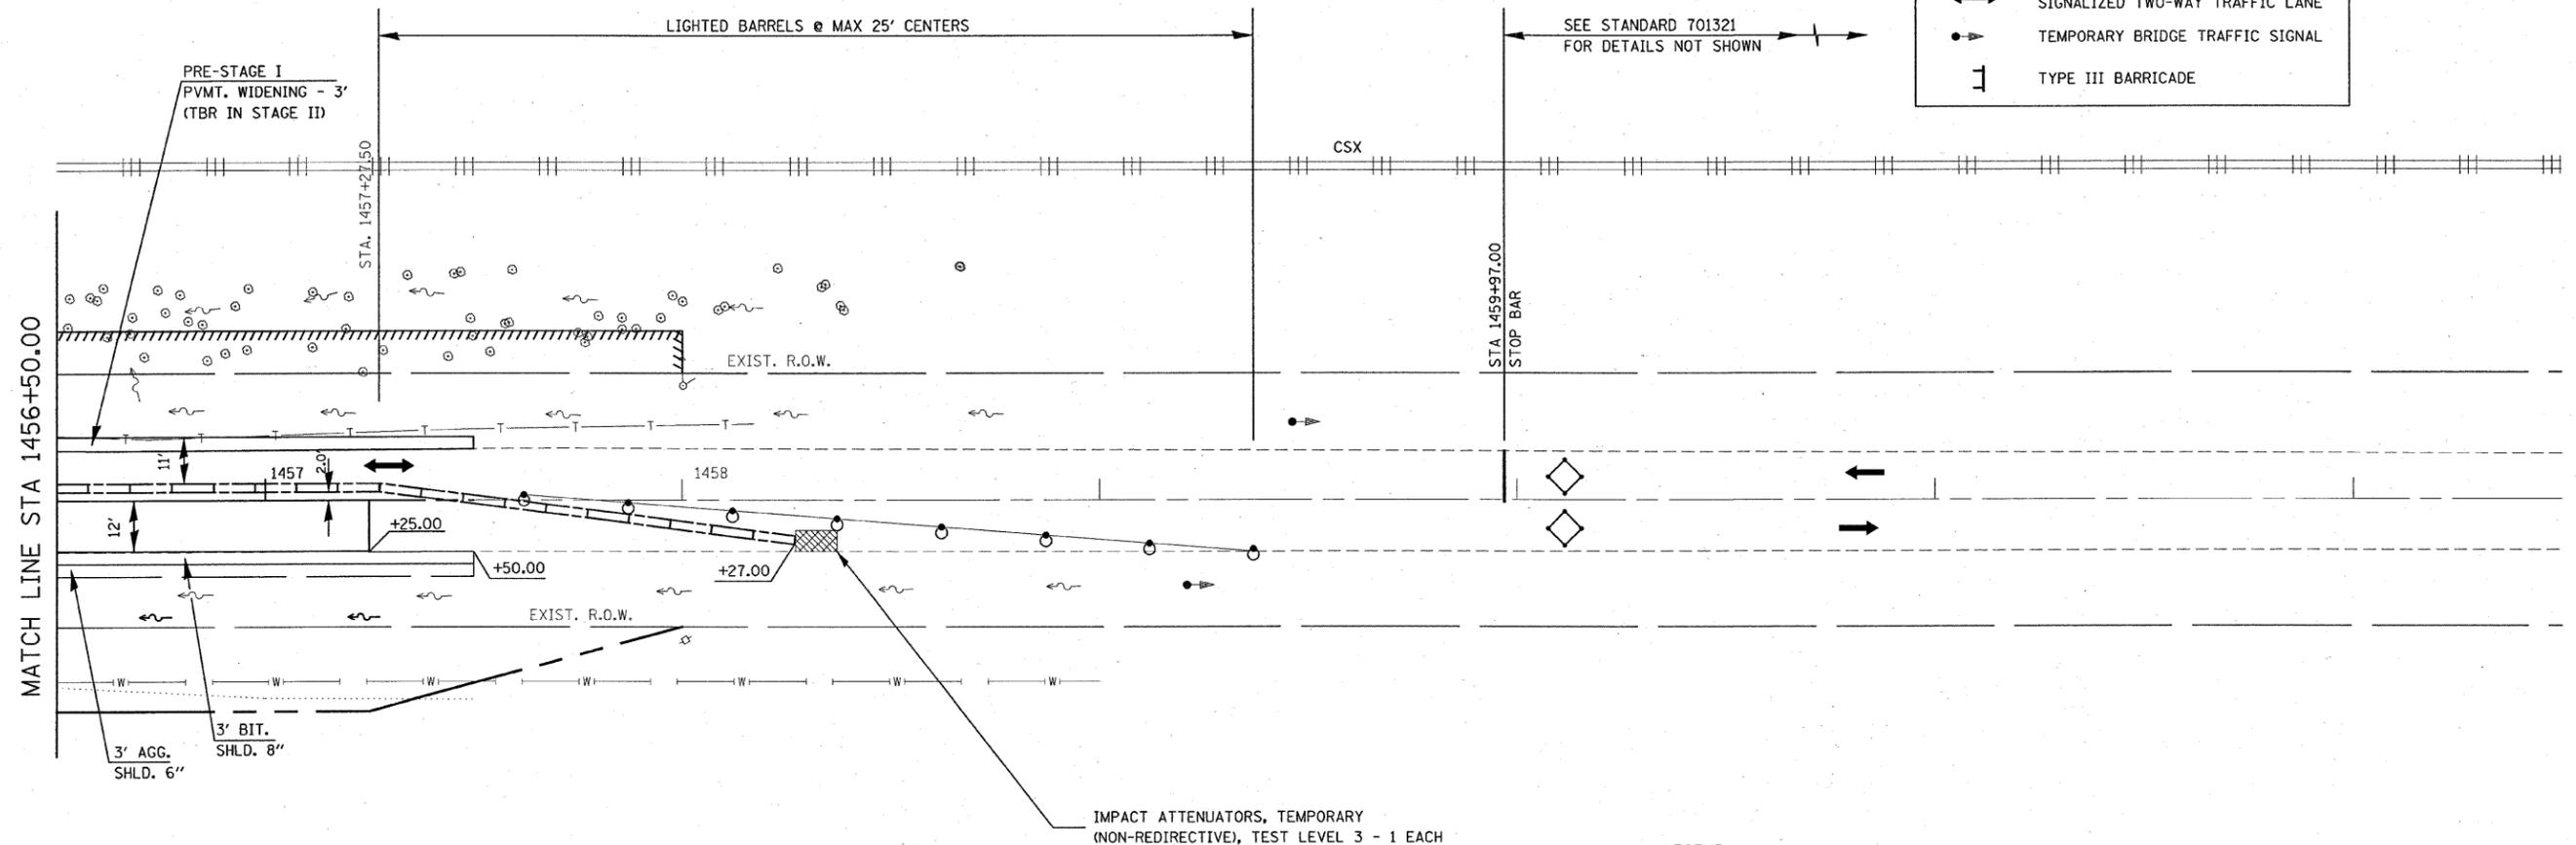 LIGHTED BARRELS @ MAX 25' CENTERS
SEE STANDARD 701321
FOR DETAILS NOT SHOWN
SIGNALIZED TWO-WAY TRAFFIC LANE
TEMPORARY BRIDGE TRAFFIC SIGNAL
TYPE III BARRICADE
PRE-STAGE I
PVMT. WIDENING - 3'
(TBR IN STAGE II)
CSX
STA. 1457+27.50
STA 1459+97.00
STOP BAR
MATCH LINE STA 1456+50.00
EXIST. R.O.W.
T T T T T T T T T
11'
1457
2.0'
1458
12'
+25.00
+50.00
+27.00
EXIST. R.O.W.
W W W W W W W
3' BIT.
SHLD. 8"
3' AGG.
SHLD. 6"
IMPACT ATTENUATORS, TEMPORARY
(NON-REDIRECTIVE), TEST LEVEL 3 - 1 EACH